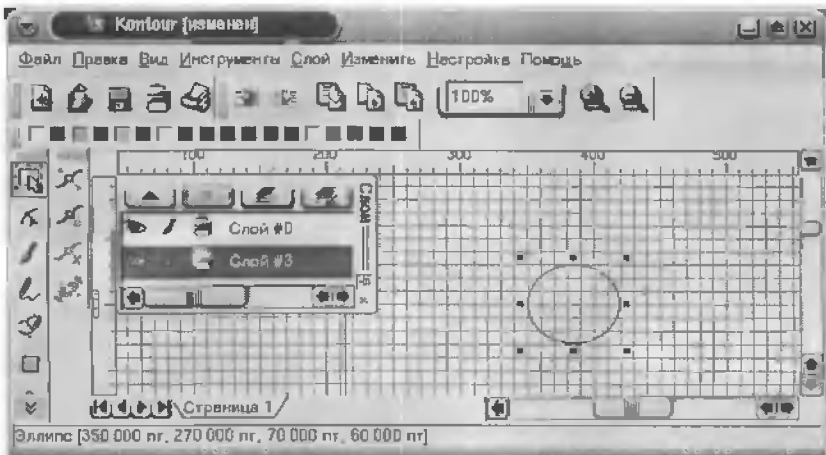 Kontour [изменен]
Файл Правка Вид Инструменты Слой Изменить Настройка Помощь
100%
100 200 300 400 500
Слои
Слой #0
Слой #3
Страница 1
Эллипс [350 000 пт, 270 000 пт, 70 000 пт, 60 000 пт]